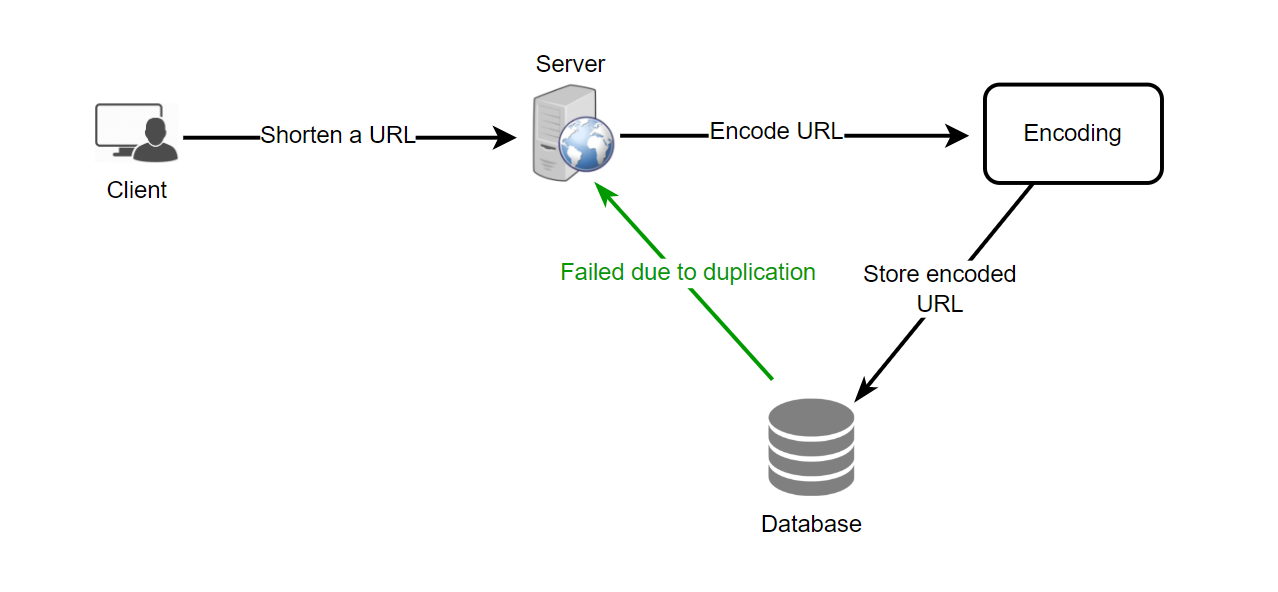 Server
Shorten a URL
Encode URL
Encoding
Client
Failed due to duplication
Store encoded
URL
Database